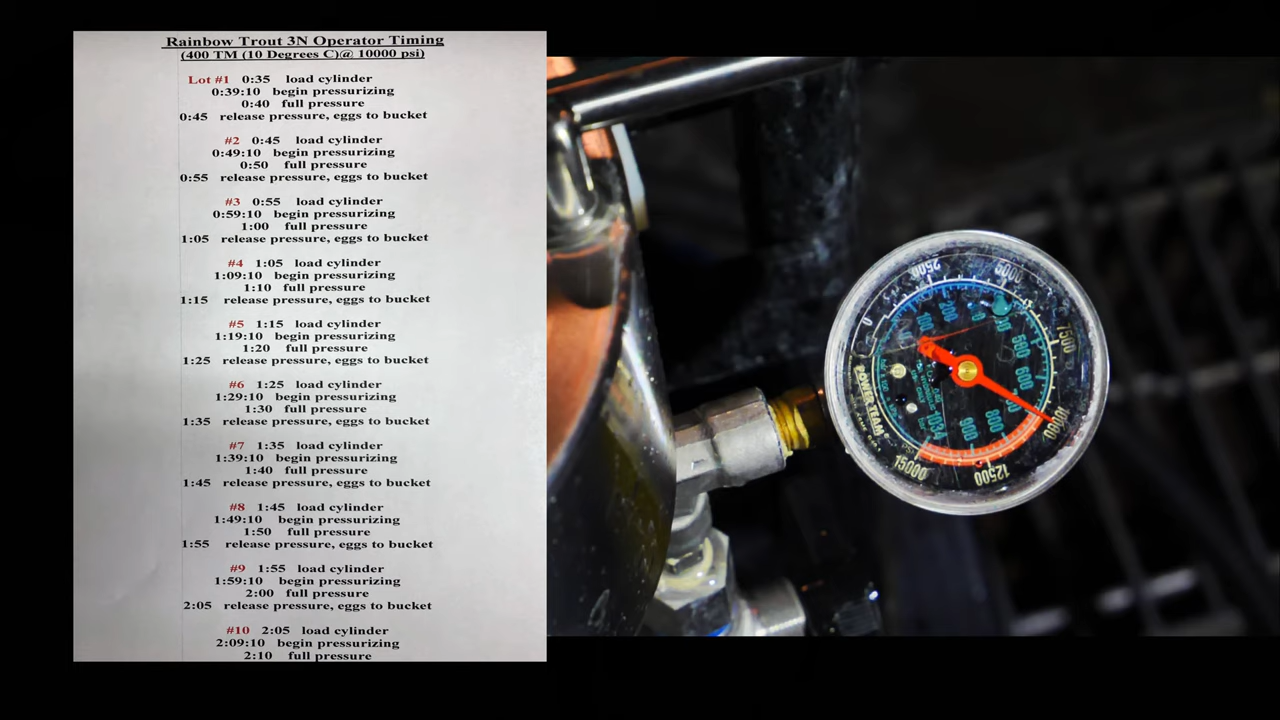 Rainbow Trout 3N Operator Timing
(400 TM (10 Degrees C)@ 10000 psi)
Lot #1 0:35 load cylinder
0:39:10 begin pressurizing
0:40 full pressure
0:45 release pressure, eggs to bucket
#2 0:45 load cylinder
0:49:10 begin pressurizing
0:50 full pressure
0:55 release pressure, eggs to bucket
#3 0:55 load cylinder
0:59:10 begin pressurizing
1:00 full pressure
1:05 release pressure, eggs to bucket
#4 1:05 load cylinder
1:09:10 begin pressurizing
1:10 full pressure
1:15 release pressure, eggs to bucket
#5 1:15 load cylinder
1:19:10 begin pressurizing
1:20 full pressure
1:25 release pressure, eggs to bucket
#6 1:25 load cylinder
1:29:10 begin pressurizing
1:30 full pressure
1:35 release pressure, eggs to bucket
#7 1:35 load cylinder
1:39:10 begin pressurizing
1:40 full pressure
1:45 release pressure, eggs to bucket
#8 1:45 load cylinder
1:49:10 begin pressurizing
1:50 full pressure
1:55 release pressure, eggs to bucket
#9 1:55 load cylinder
1:59:10 begin pressurizing
2:00 full pressure
2:05 release pressure, eggs to bucket
#10 2:05 load cylinder
2:09:10 begin pressurizing
2:10 full pressure
0
2500
7500
10000
12500
15000
100
200
500
600
800
900
1034
POWER TEAM